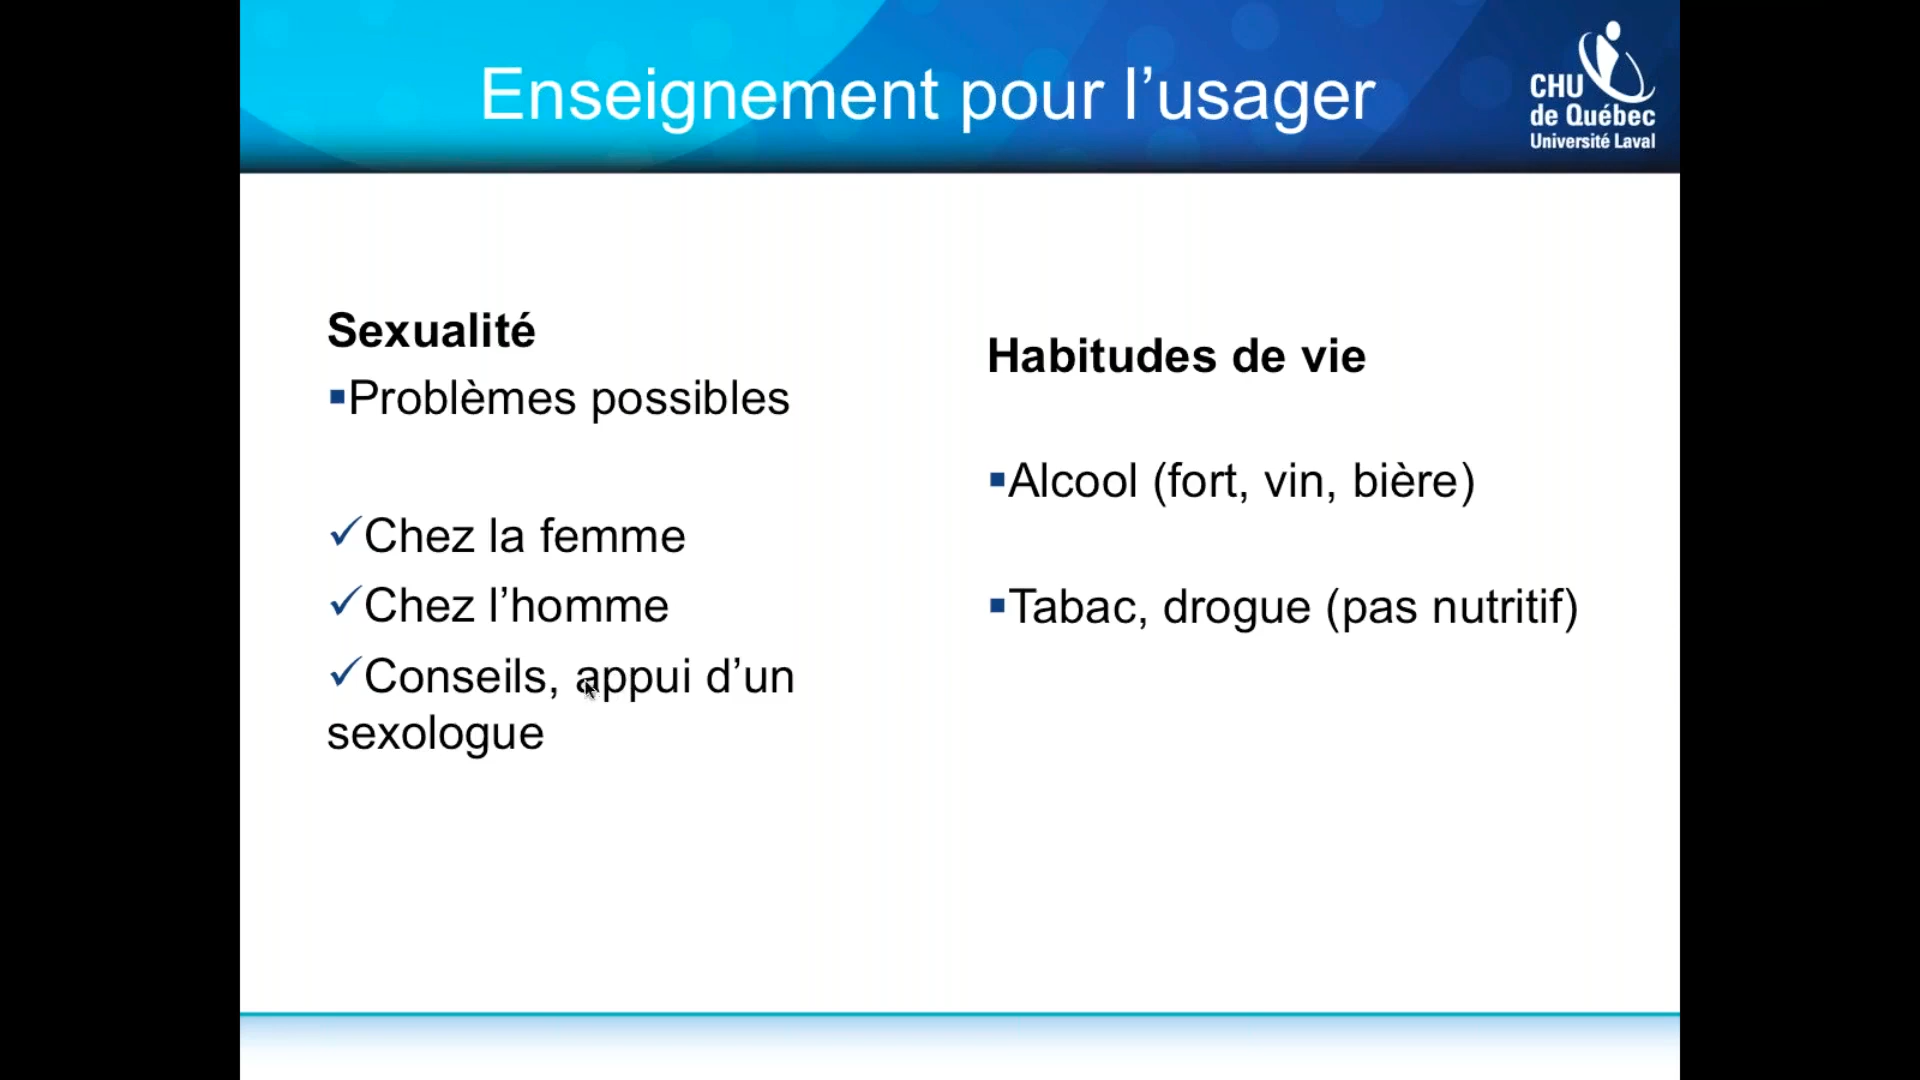 Enseignement pour l’usager
CHU
de Québec
Université Laval
Sexualité
▪Problèmes possibles
✓Chez la femme
✓Chez l’homme
✓Conseils, appui d’un
sexologue
Habitudes de vie
▪Alcool (fort, vin, bière)
▪Tabac, drogue (pas nutritif)